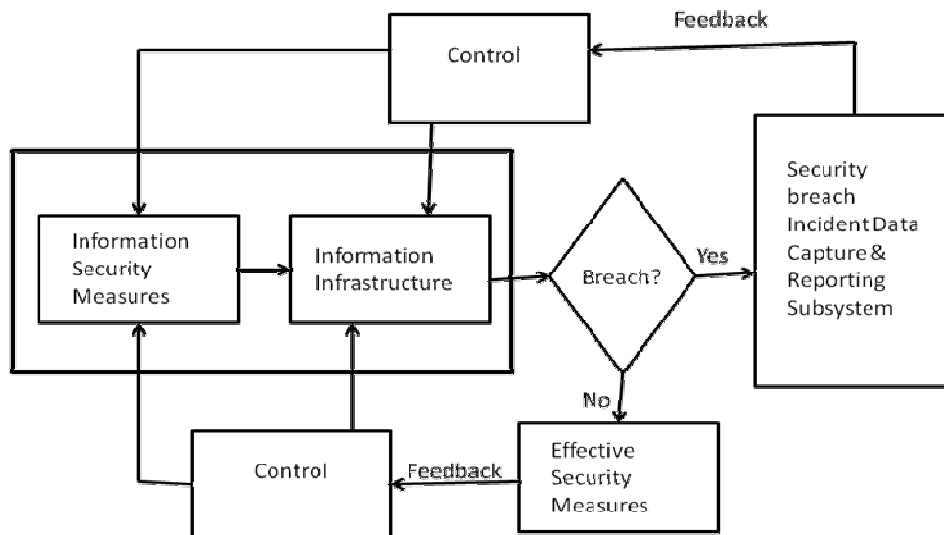 Feedback
Control
Security
breach
Incident Data
Capture &
Reporting
Subsystem
Information
Security
Measures
Information
Infrastructure
Breach?
Yes
No
Control
Feedback
Effective
Security
Measures